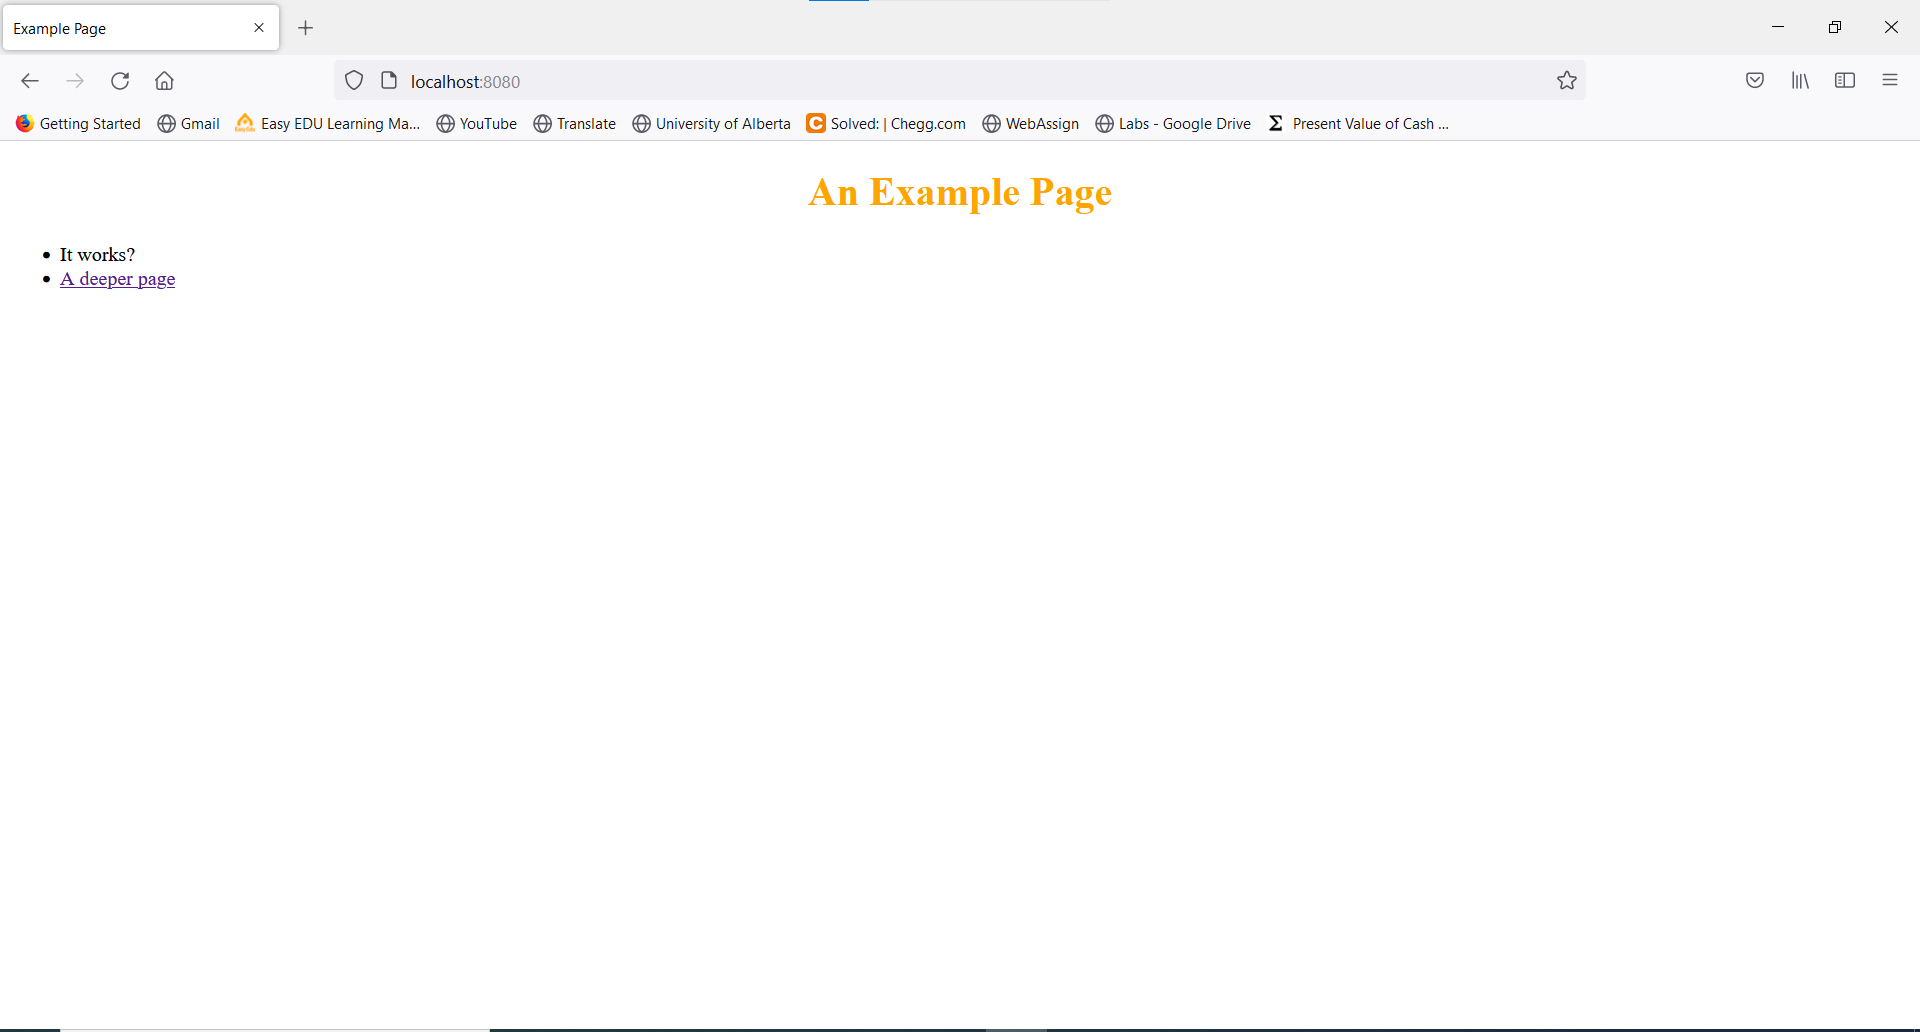 Example Page
localhost:8080
Getting Started Gmail Easy EDU Learning Ma... YouTube Translate University of Alberta Solved: | Chegg.com WebAssign Labs - Google Drive Present Value of Cash ...
An Example Page
It works?
A deeper page